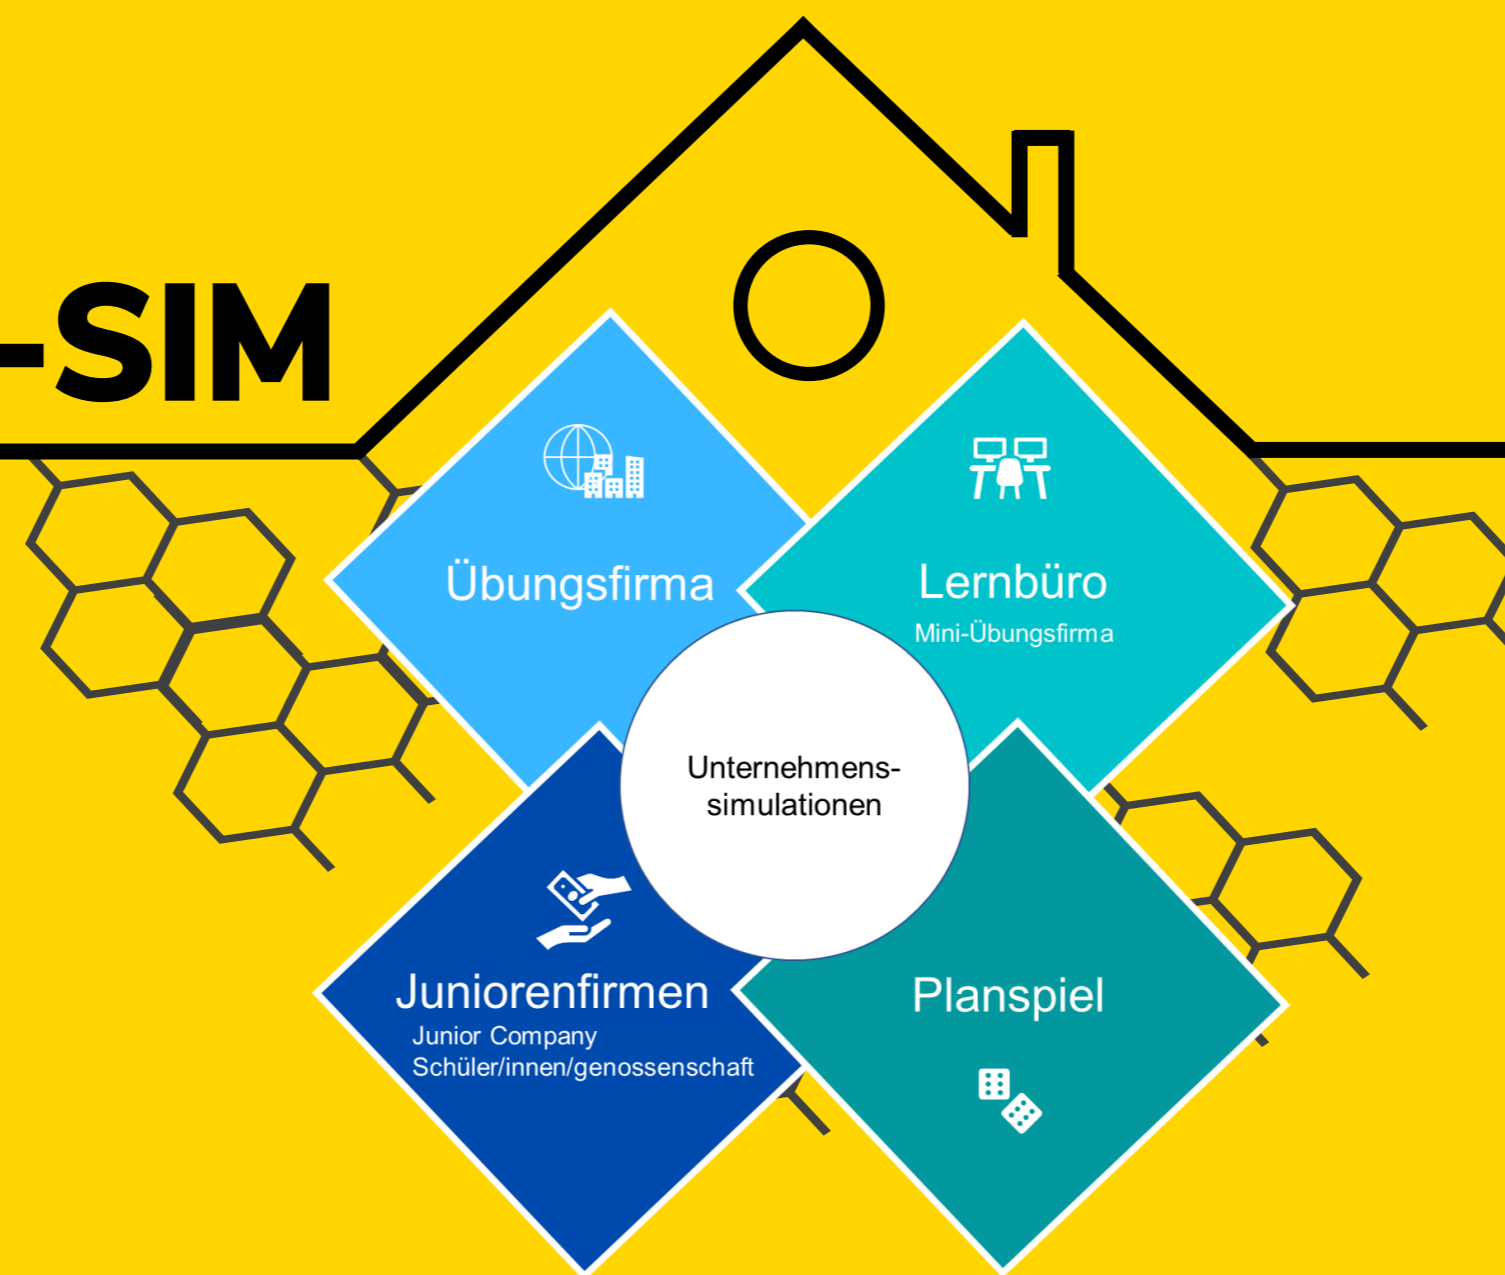 -SIM
Übungsfirma
Lernbüro
Mini-Übungsfirma
Unternehmens-
simulationen
Juniorenfirmen
Junior Company
Schüler/innen/genossenschaft
Planspiel